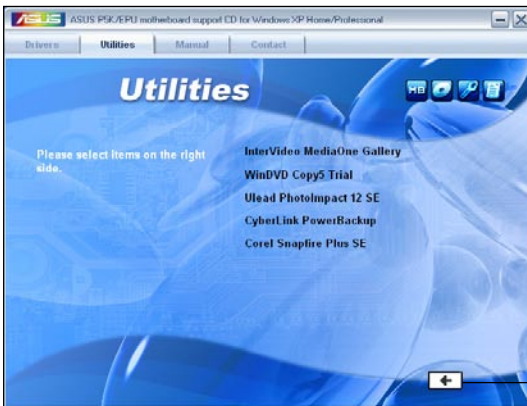 ASUS ASUS P5K/EPU motherboard support CD for Windows XP Home/Professional
Drivers Utilities Manual Contact
Utilities
MB
Please select items on the right
side.
InterVideo MediaOne Gallery
WinDVD Copy5 Trial
Ulead PhotoImpact 12 SE
CyberLink PowerBackup
Corel Snapfire Plus SE